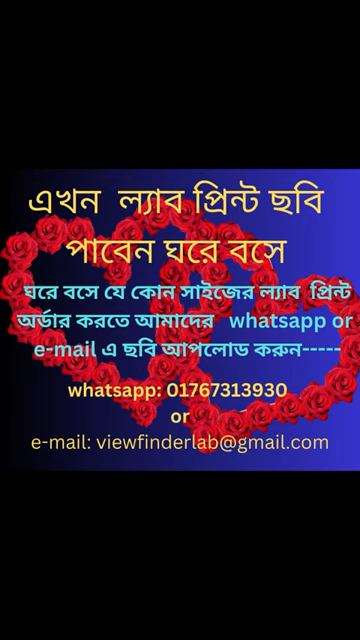 এখন ল্যাব প্রিন্ট ছবি
পাবেন ঘরে বসে
ঘরে বসে যে কোন সাইজের ল্যাব প্রিন্ট
অর্ডার করতে আমাদের whatsapp or
e-mail এ ছবি আপলোড করুন-----
whatsapp: 01767313930
or
e-mail: viewfinderlab@gmail.com